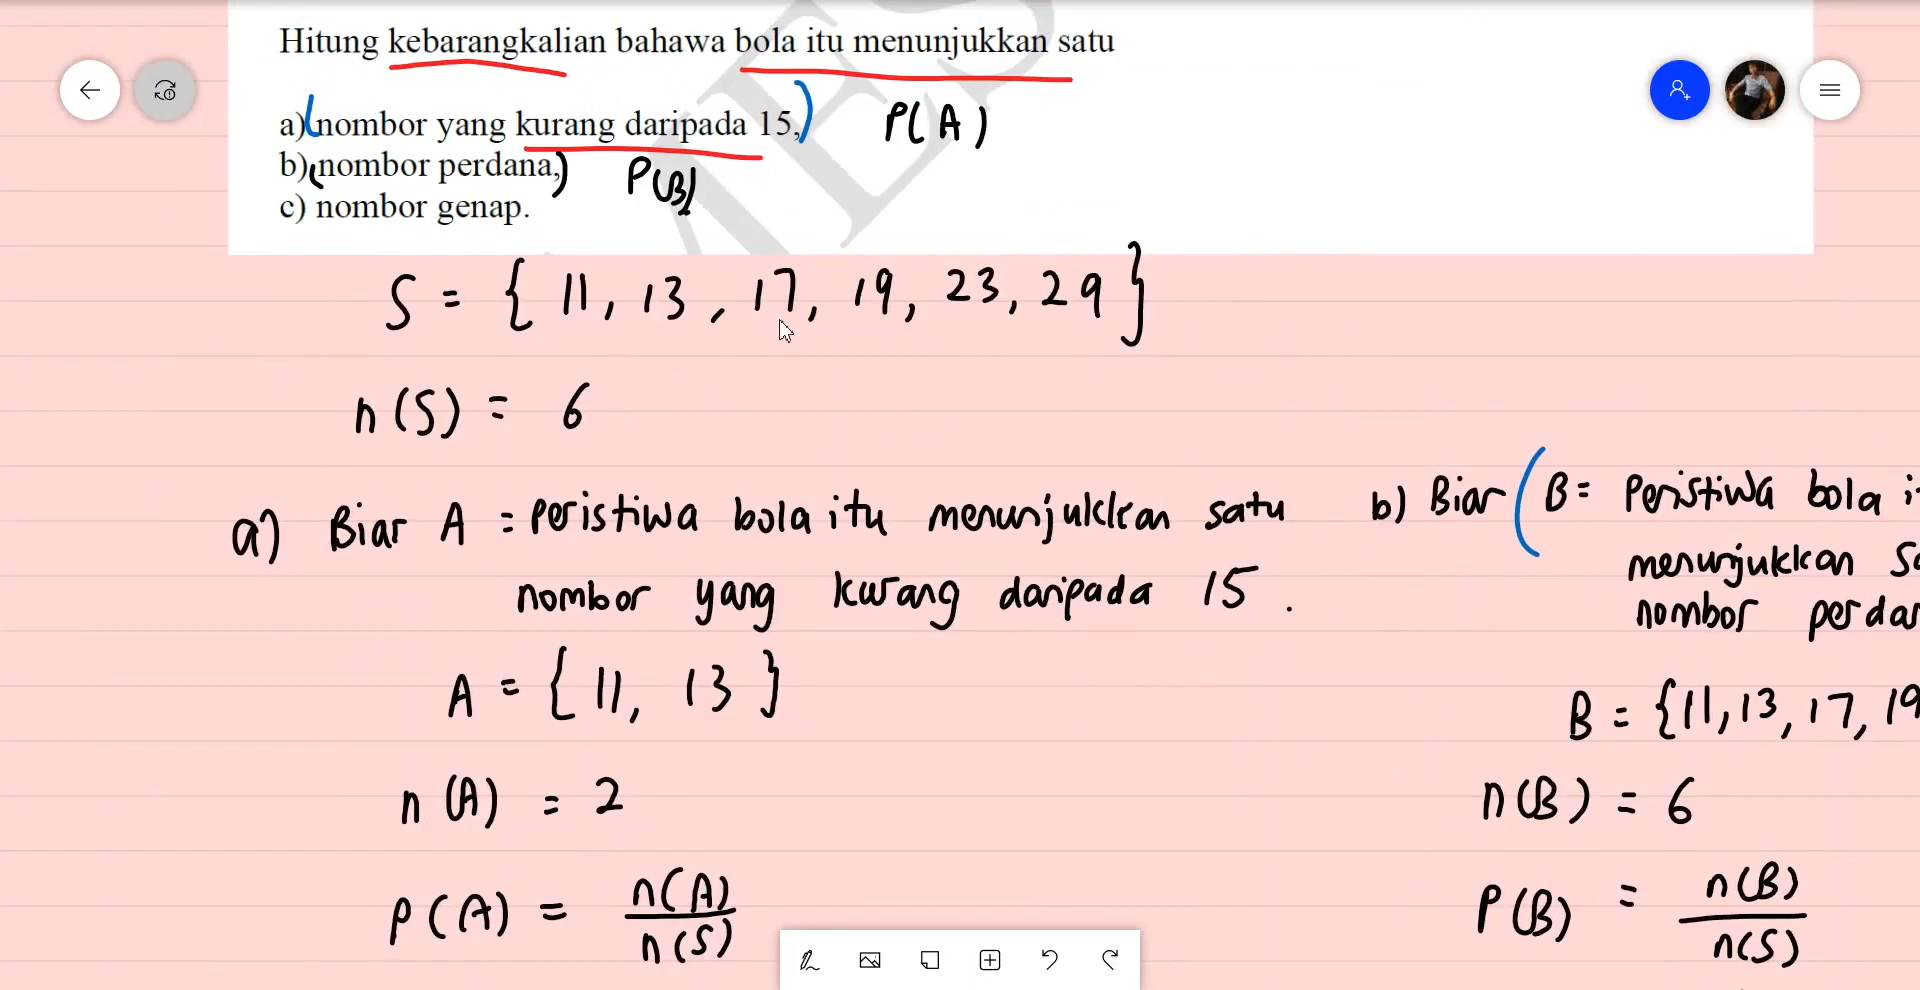 Hitung kebarangkalian bahawa bola itu menunjukkan satu
a) (nombor yang kurang daripada 15,) P(A)
b) (nombor perdana,) P(B)
c) nombor genap.
S = { 11, 13, 17, 19, 23, 29 }
n(S) = 6
a) Biar A = peristiwa bola itu menunjukkan satu
nombor yang kurang daripada 15.
A = { 11, 13 }
n(A) = 2
P(A) = n(A)
n(S)
b) Biar ( B = Peristiwa bola
menunjukkan
nombor
B = {11, 13, 17, 19
n(B) = 6
P(B) = n(B)
n(S)